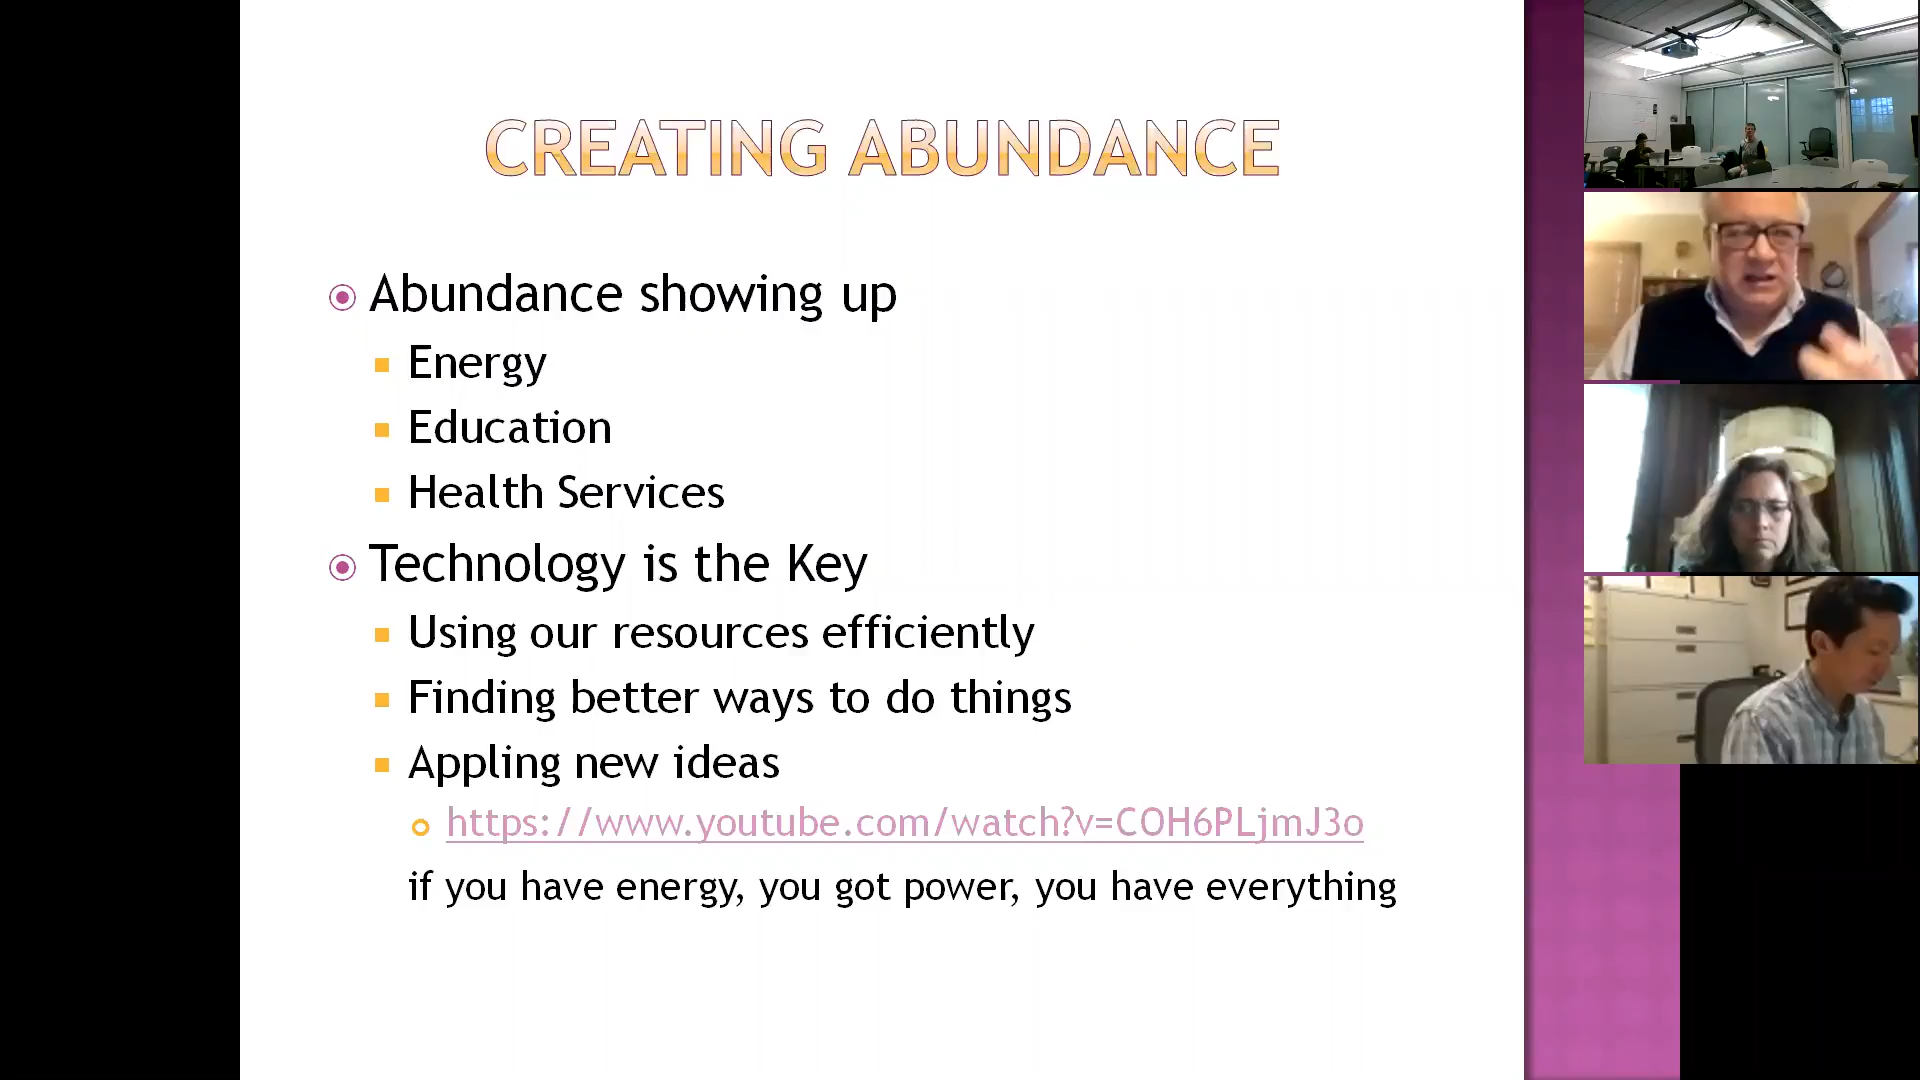 CREATING ABUNDANCE
Abundance showing up
Energy
Education
Health Services
Technology is the Key
Using our resources efficiently
Finding better ways to do things
Appling new ideas
https://www.youtube.com/watch?v=COH6PLjmJ3o
if you have energy, you got power, you have everything